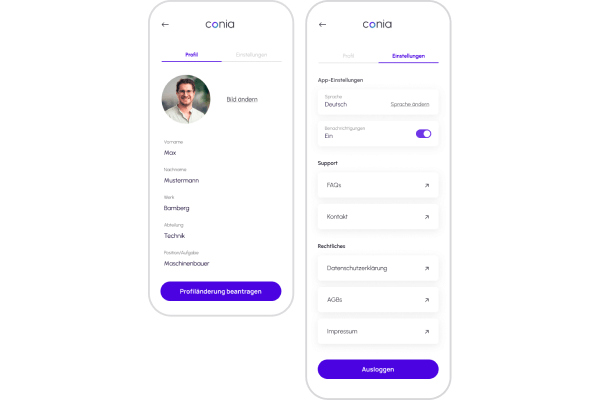 conia
Profil
Einstellungen
Bild ändern
Vorname
Max
Nachname
Mustermann
Werk
Bamberg
Abteilung
Technik
Position/Aufgabe
Maschinenbauer
Profiländerung beantragen
conia
Profil
Einstellungen
App-Einstellungen
Sprache
Deutsch
Sprache ändern
Benachrichtigungen
Ein
Support
FAQs
Kontakt
Rechtliches
Datenschutzerklärung
AGBs
Impressum
Ausloggen